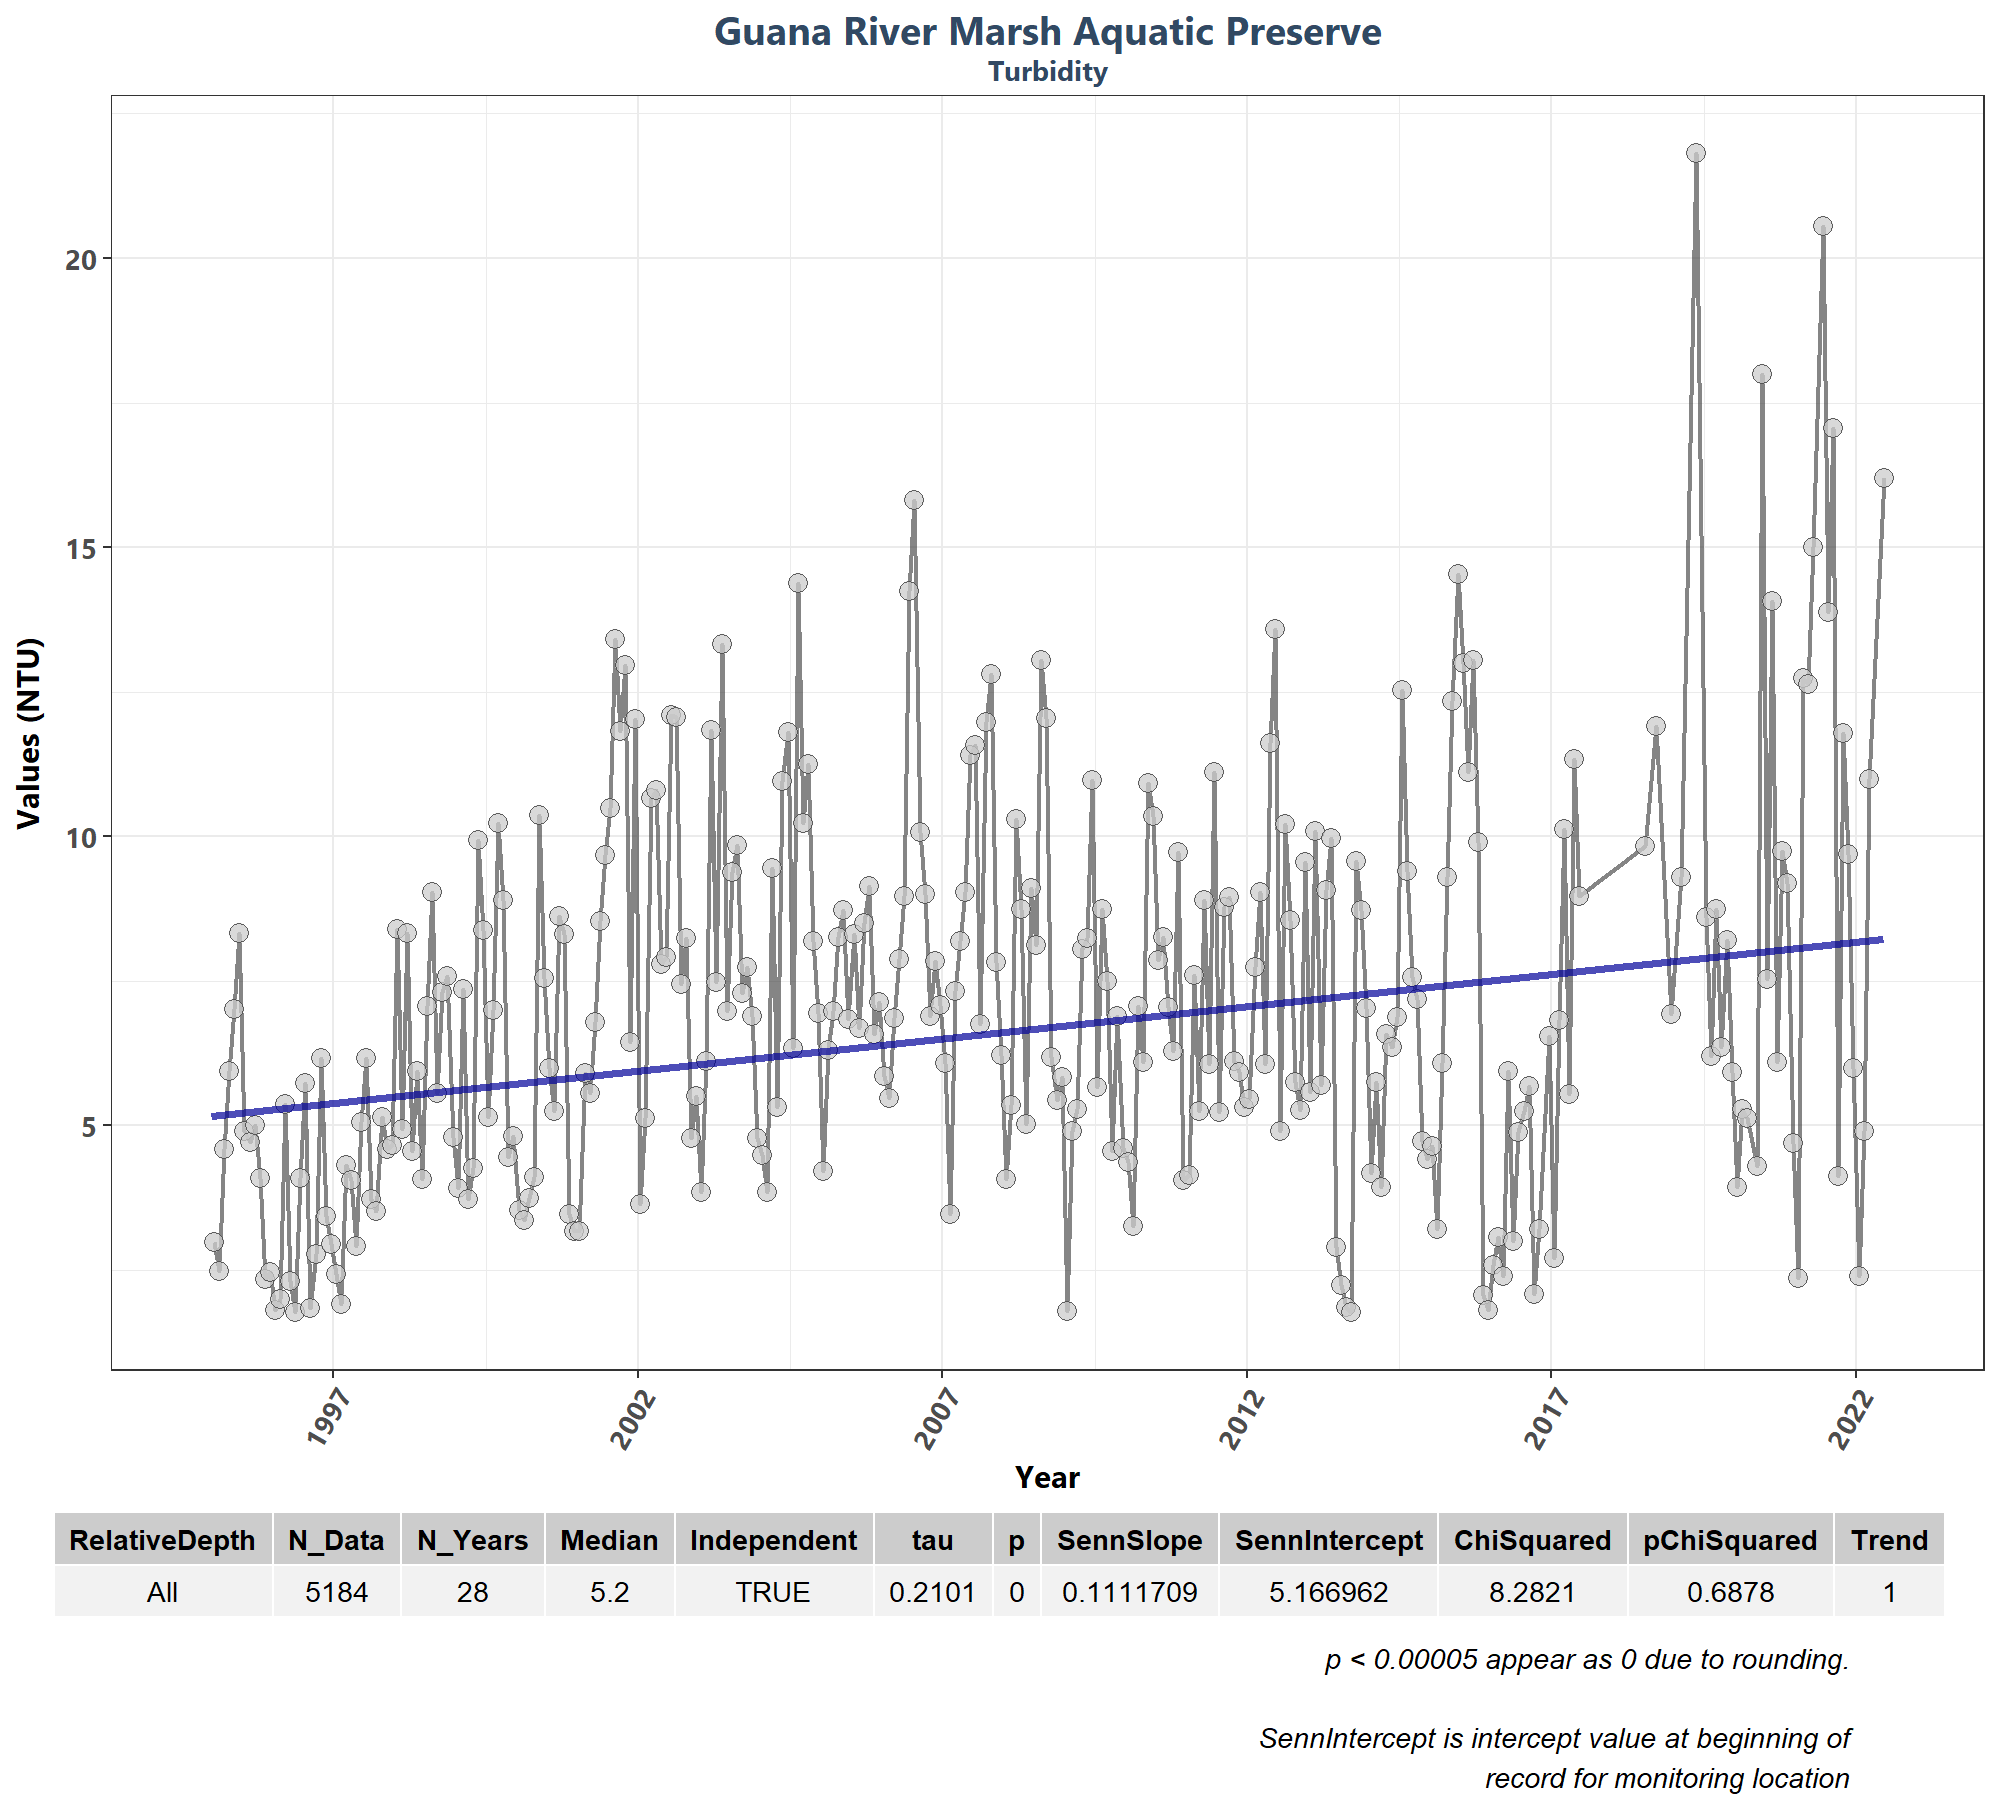 Guana River Marsh Aquatic Preserve
Turbidity
Values (NTU)
20
15
10
5
1997 2002 2007 2012 2017 2022
Year
RelativeDepth N_Data N_Years Median Independent tau p SennSlope SennIntercept ChiSquared pChiSquared Trend
All 5184 28 5.2 TRUE 0.2101 0 0.1111709 5.166962 8.2821 0.6878 1
p < 0.00005 appear as 0 due to rounding.
SennIntercept is intercept value at beginning of
record for monitoring location